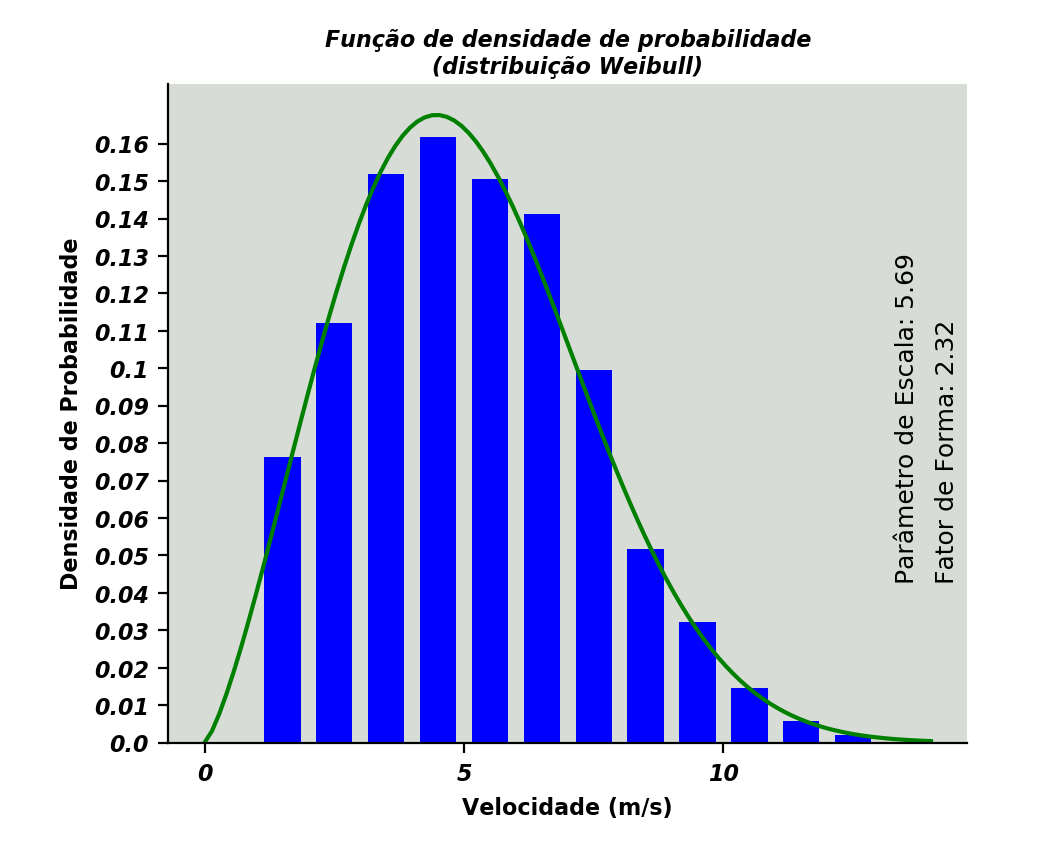 Função de densidade de probabilidade
(distribuição Weibull)
Densidade de Probabilidade
0.16
0.15
0.14
0.13
0.12
0.11
0.1
0.09
0.08
0.07
0.06
0.05
0.04
0.03
0.02
0.01
0.0
Parâmetro de Escala: 5.69
Fator de Forma: 2.32
0 5 10
Velocidade (m/s)